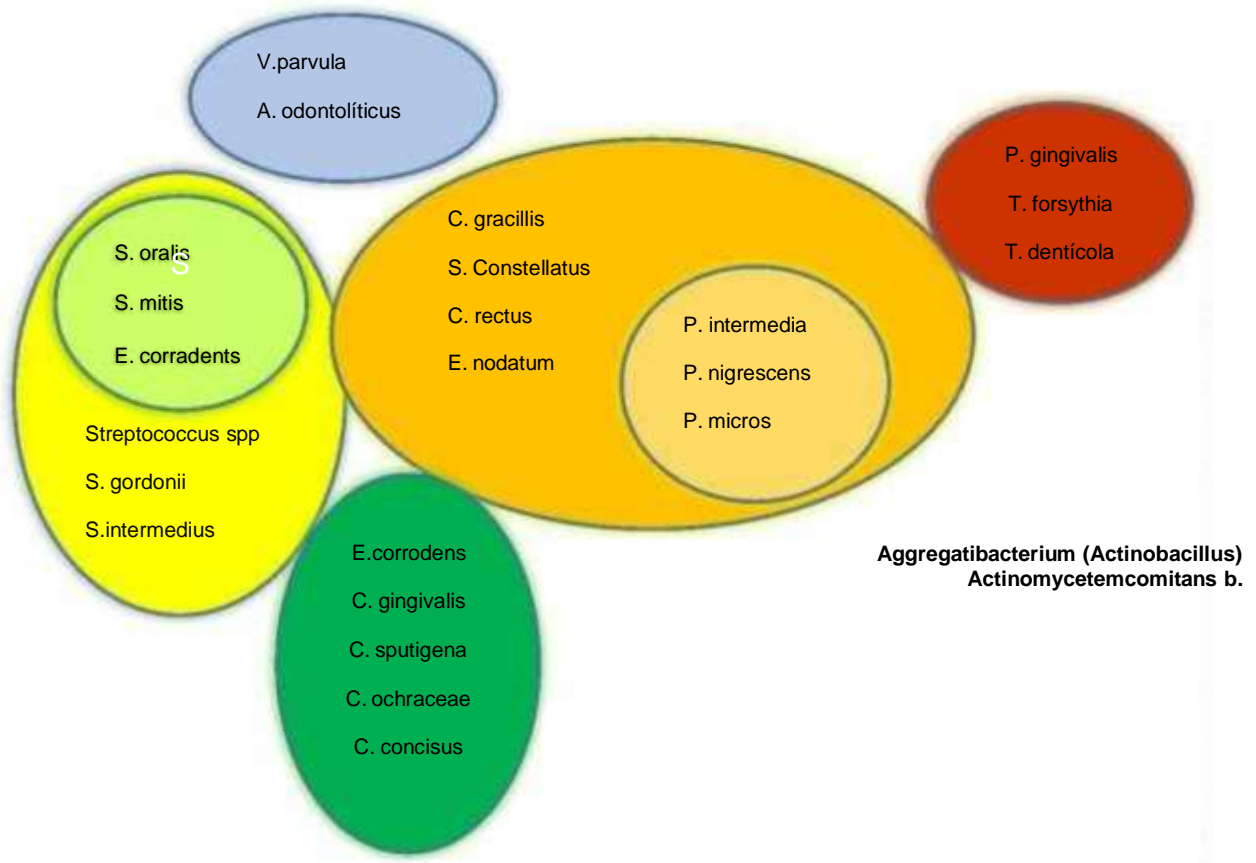 V.parvula
A. odontolíticus
P. gingivalis
T. forsythia
T. dentícola
C. gracillis
S. Constellatus
C. rectus
E. nodatum
P. intermedia
P. nigrescens
P. micros
S. oralis
S
S. mitis
E. corradents
Streptococcus spp
S. gordonii
S.intermedius
E.corrodens
C. gingivalis
C. sputigena
C. ochraceae
C. concisus
Aggregatibacterium (Actinobacillus)
Actinomycetemcomitans b.